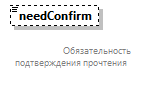 needConfirm
Обязательность
подтверждения прочтения